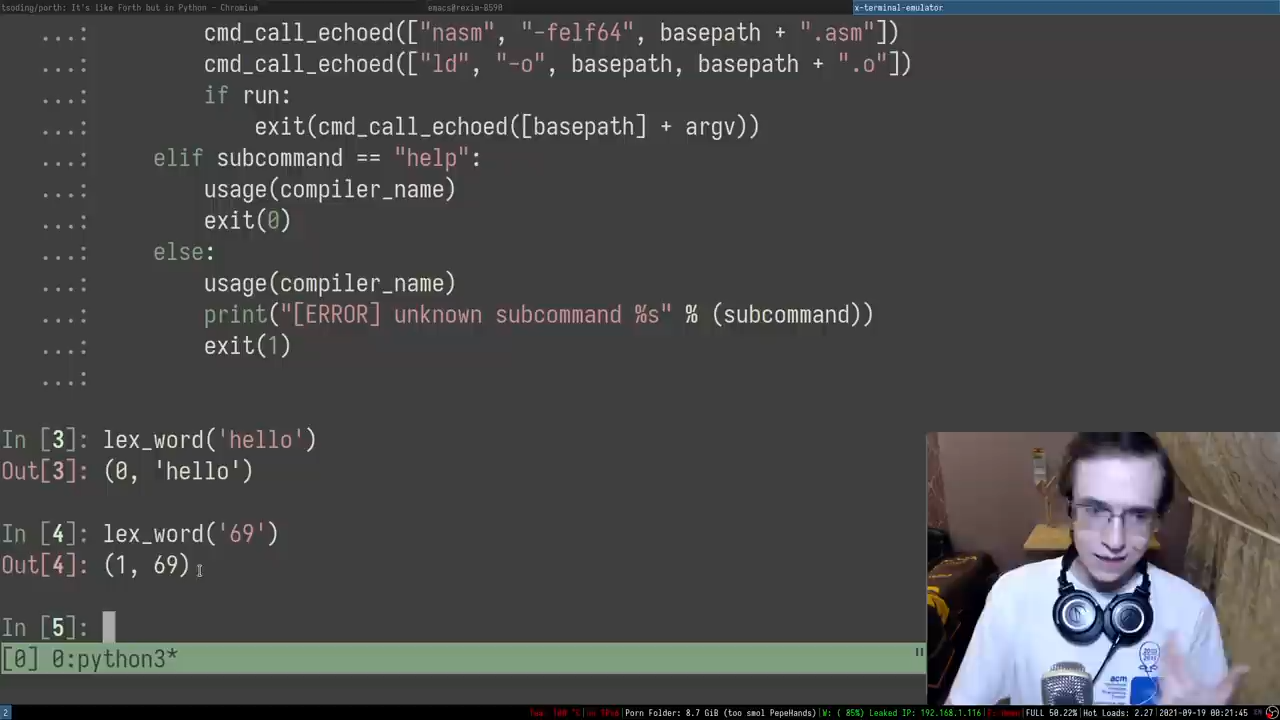 tsoding/porth: It's like Forth but in Python - Chromium
emacs@rexim-B590
x-terminal-emulator
...: cmd_call_echoed(["nasm", "-felf64", basepath + ".asm"])
...: cmd_call_echoed(["ld", "-o", basepath, basepath + ".o"])
...: if run:
...: exit(cmd_call_echoed([basepath] + argv))
...: elif subcommand == "help":
...: usage(compiler_name)
...: exit(0)
...: else:
...: usage(compiler_name)
...: print("[ERROR] unknown subcommand %s" % (subcommand))
...: exit(1)
...:
In [3]: lex_word('hello')
Out[3]: (0, 'hello')
In [4]: lex_word('69')
Out[4]: (1, 69)
In [5]:
[0] 0:python3*
"
acm
2 Porn Folder: 8.7 GiB (too smol PepeHands) W: ( 85%) Leaked IP: 192.168.1.116 FULL 50.22% Hot Loads: 2.27 2021-09-19 00:21:45